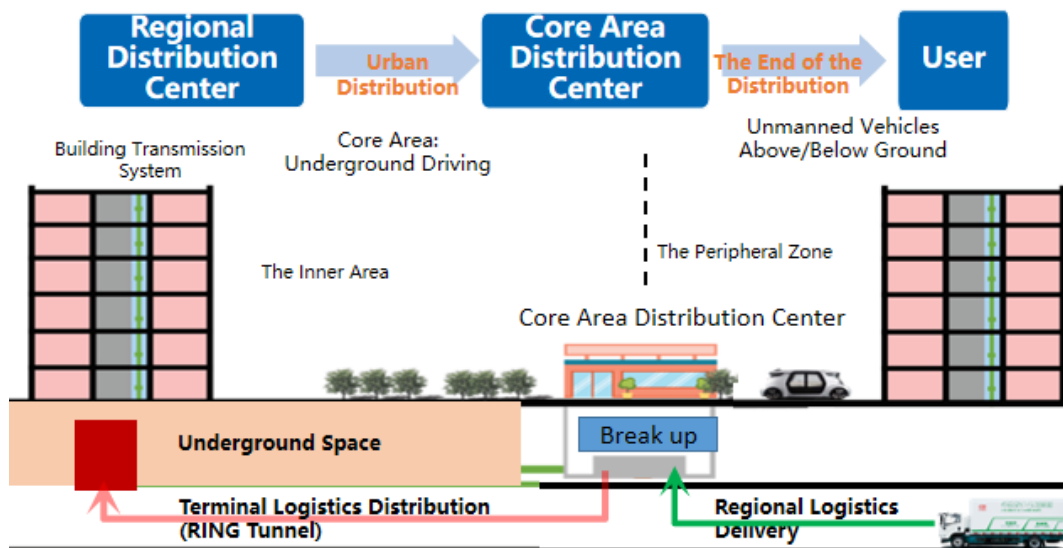 Regional
Distribution
Center
Urban
Distribution
Core Area
Distribution
Center
The End of the
Distribution
User
Building Transmission
System
Core Area:
Underground Driving
Unmanned Vehicles
Above/Below Ground
The Inner Area
The Peripheral Zone
Core Area Distribution Center
Underground Space
Break up
Terminal Logistics Distribution
(RING Tunnel)
Regional Logistics
Delivery